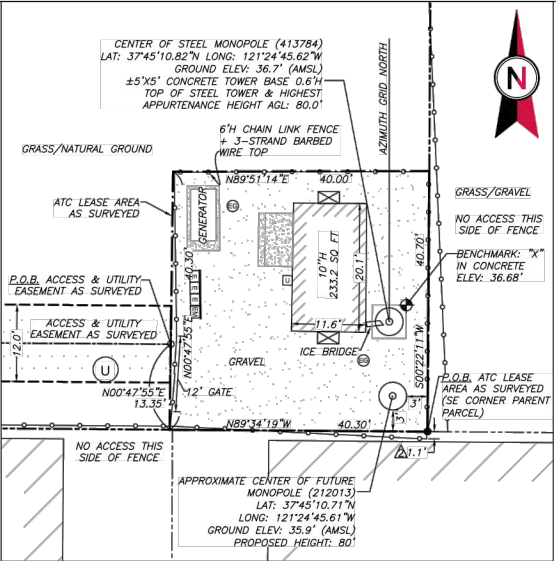 CENTER OF STEEL MONOPOLE (413784)
LAT: 37°45'10.82"N LONG: 121°24'45.62"W
GROUND ELEV: 36.7' (AMSL)
±5'X5' CONCRETE TOWER BASE 0.6'H
TOP OF STEEL TOWER & HIGHEST
APPURTENANCE HEIGHT AGL: 80.0'
AZIMUTH GRID NORTH
N
6'H CHAIN LINK FENCE
+ 3-STRAND BARBED
WIRE TOP
GRASS/NATURAL GROUND
N89°51'14"E 40.00'
ATC LEASE AREA
AS SURVEYED
GENERATOR
EG
GRASS/GRAVEL
NO ACCESS THIS
SIDE OF FENCE
10'H
233.2 SQ FT
20.1'
11.6'
40.30'
N00°47'55"E
40.70'
S00°22'11"W
BENCHMARK: "X"
IN CONCRETE
ELEV: 36.68'
P.O.B. ACCESS & UTILITY
EASEMENT AS SURVEYED
U
ACCESS & UTILITY
EASEMENT AS SURVEYED
12.0'
U
ICE BRIDGE
EG
GRAVEL
12' GATE
N00°47'55"E
13.35'
P.O.B. ATC LEASE
AREA AS SURVEYED
(SE CORNER PARENT
PARCEL)
3'
3'
N89°34'19"W 40.30'
NO ACCESS THIS
SIDE OF FENCE
2 1.1'
APPROXIMATE CENTER OF FUTURE
MONOPOLE (212013)
LAT: 37°45'10.71"N
LONG: 121°24'45.61"W
GROUND ELEV: 35.9' (AMSL)
PROPOSED HEIGHT: 80'